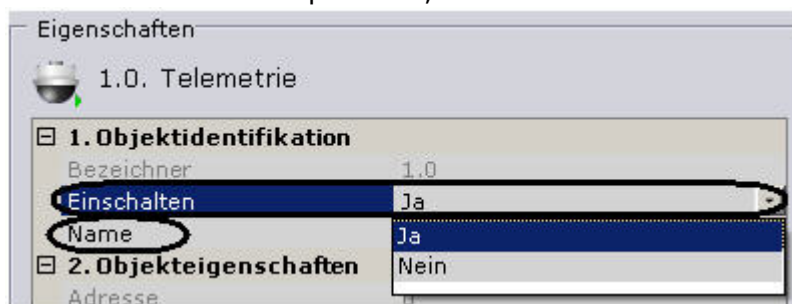 Eigenschaften
1.0. Telemetrie
1. Objektidentifikation
Bezeichner 1.0
Einschalten Ja
Name Ja
2. Objekteigenschaften Nein
Adresse